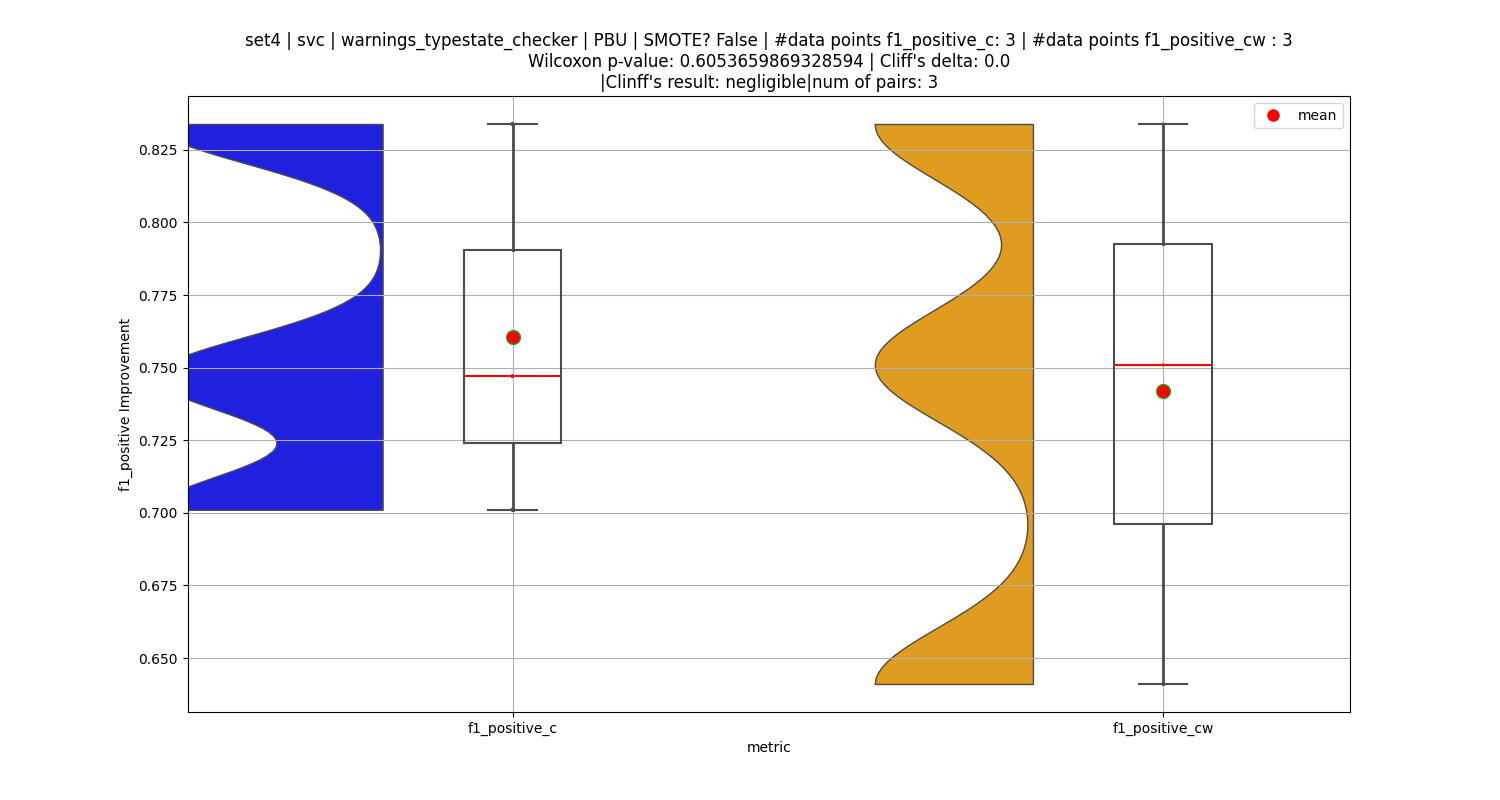 set4 | svc | warnings_typestate_checker | PBU | SMOTE? False | #data points f1_positive_c: 3 | #data points f1_positive_cw : 3
Wilcoxon p-value: 0.6053659869328594 | Cliff's delta: 0.0
|Clinff's result: negligible|num of pairs: 3
mean
0.825
0.800
0.775
0.750
0.725
0.700
0.675
0.650
f1_positive Improvement
f1_positive_c
f1_positive_cw
metric